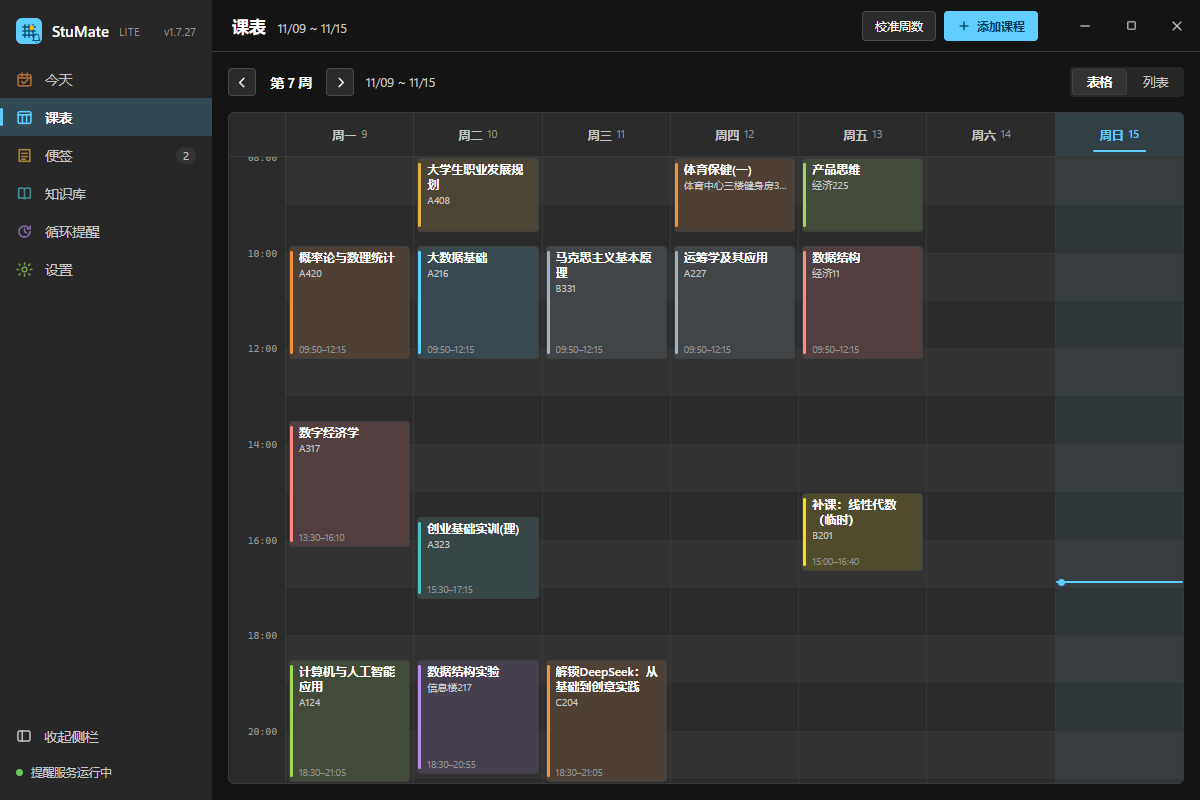 StuMate LITE v1.7.27
今天
课表
便签 2
知识库
循环提醒
设置
收起侧栏
提醒服务运行中
课表 11/09 ~ 11/15
校准周数
+ 添加课程
第 7 周
11/09 ~ 11/15
表格 列表
周一 9 周二 10 周三 11 周四 12 周五 13 周六 14 周日 15
08:00
10:00
12:00
14:00
16:00
18:00
20:00
概率论与数理统计
A420
09:50–12:15
数字经济学
A317
13:30–16:10
计算机与人工智能
应用
A124
18:30–21:05
大学生职业发展规
划
A408
大数据基础
A216
09:50–12:15
创业基础实训(理)
A323
15:30–17:15
数据结构实验
信息楼217
18:30–20:55
马克思主义基本原
理
B331
09:50–12:15
解锁DeepSeek：从
基础到创意实践
C204
18:30–21:05
体育保健(一)
体育中心三楼健身房3...
运筹学及其应用
A227
09:50–12:15
产品思维
经济225
数据结构
经济11
09:50–12:15
补课：线性代数
（临时）
B201
15:00–16:40